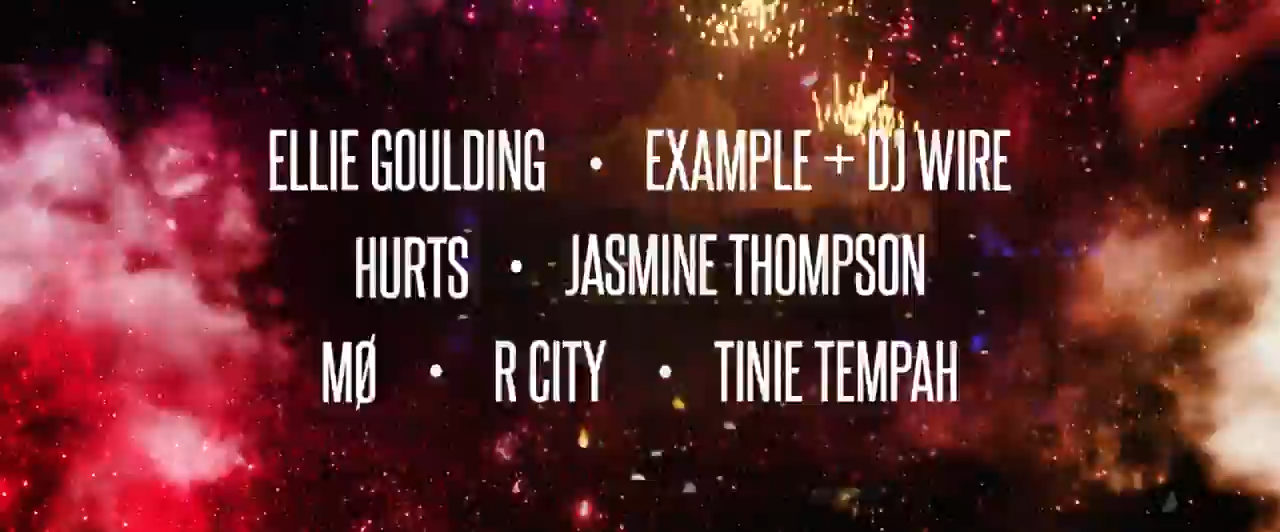 ELLIE GOULDING • EXAMPLE + DJ WIRE
HURTS • JASMINE THOMPSON
MØ • R CITY • TINIE TEMPAH